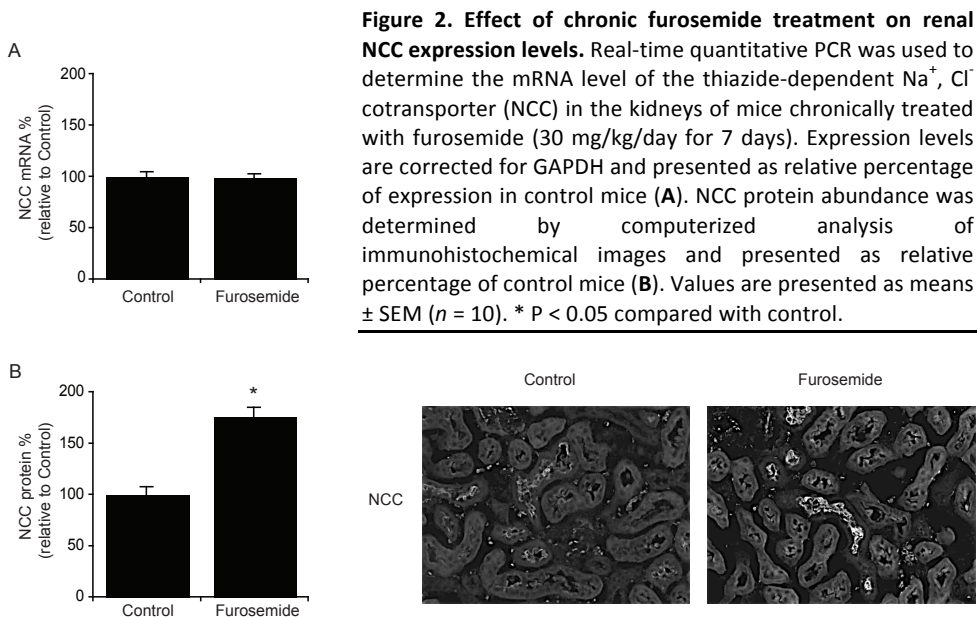 Figure 2. Effect of chronic furosemide treatment on renal
NCC expression levels. Real-time quantitative PCR was used to
determine the mRNA level of the thiazide-dependent Na⁺, Cl⁻
cotransporter (NCC) in the kidneys of mice chronically treated
with furosemide (30 mg/kg/day for 7 days). Expression levels
are corrected for GAPDH and presented as relative percentage
of expression in control mice (A). NCC protein abundance was
determined by computerized analysis of
immunohistochemical images and presented as relative
percentage of control mice (B). Values are presented as means
± SEM (n = 10). * P < 0.05 compared with control.
A
NCC mRNA %
(relative to Control)
200
150
100
50
0
Control Furosemide
B
NCC protein %
(relative to Control)
200
150
100
50
0
*
Control Furosemide
Control Furosemide
NCC